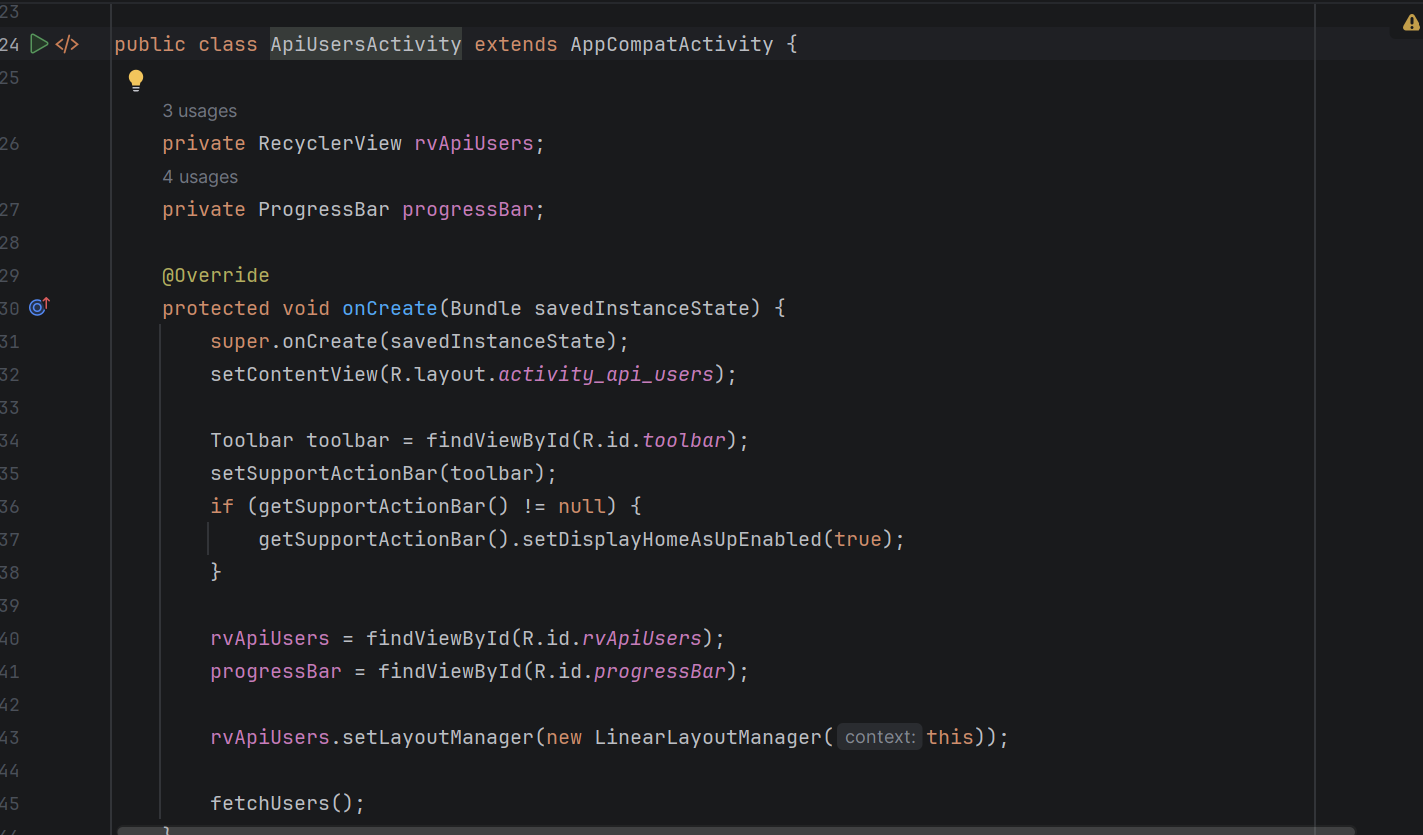 23
24 </> public class ApiUsersActivity extends AppCompatActivity {
25
3 usages
26 private RecyclerView rvApiUsers;
4 usages
27 private ProgressBar progressBar;
28
29 @Override
30 protected void onCreate(Bundle savedInstanceState) {
31 super.onCreate(savedInstanceState);
32 setContentView(R.layout.activity_api_users);
33
34 Toolbar toolbar = findViewById(R.id.toolbar);
35 setSupportActionBar(toolbar);
36 if (getSupportActionBar() != null) {
37 getSupportActionBar().setDisplayHomeAsUpEnabled(true);
38 }
39
40 rvApiUsers = findViewById(R.id.rvApiUsers);
41 progressBar = findViewById(R.id.progressBar);
42
43 rvApiUsers.setLayoutManager(new LinearLayoutManager( context: this));
44
45 fetchUsers();
}